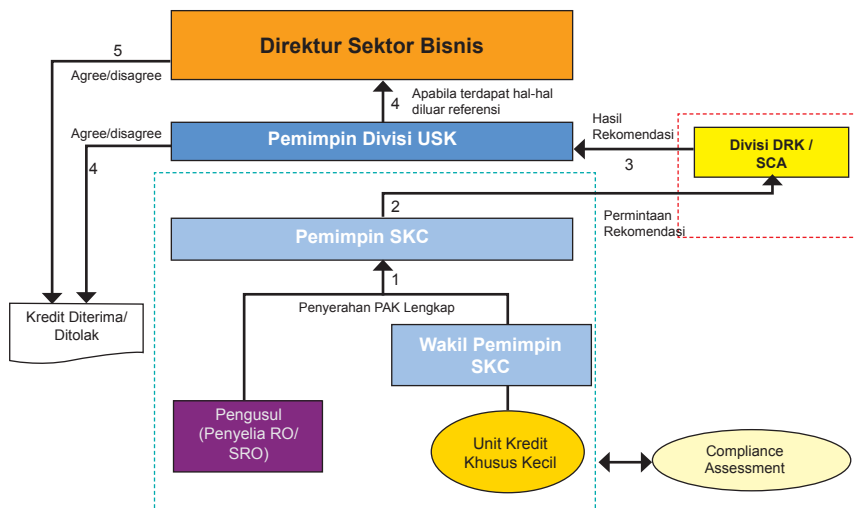 Direktur Sektor Bisnis
5
Agree/disagree
4
Apabila terdapat hal-hal
diluar referensi
Agree/disagree
4
Pemimpin Divisi USK
Hasil
Rekomendasi
3
Divisi DRK /
SCA
2
Permintaan
Rekomendasi
Pemimpin SKC
1
Penyerahan PAK Lengkap
Kredit Diterima/
Ditolak
Wakil Pemimpin
SKC
Pengusul
(Penyelia RO/
SRO)
Unit Kredit
Khusus Kecil
Compliance
Assessment